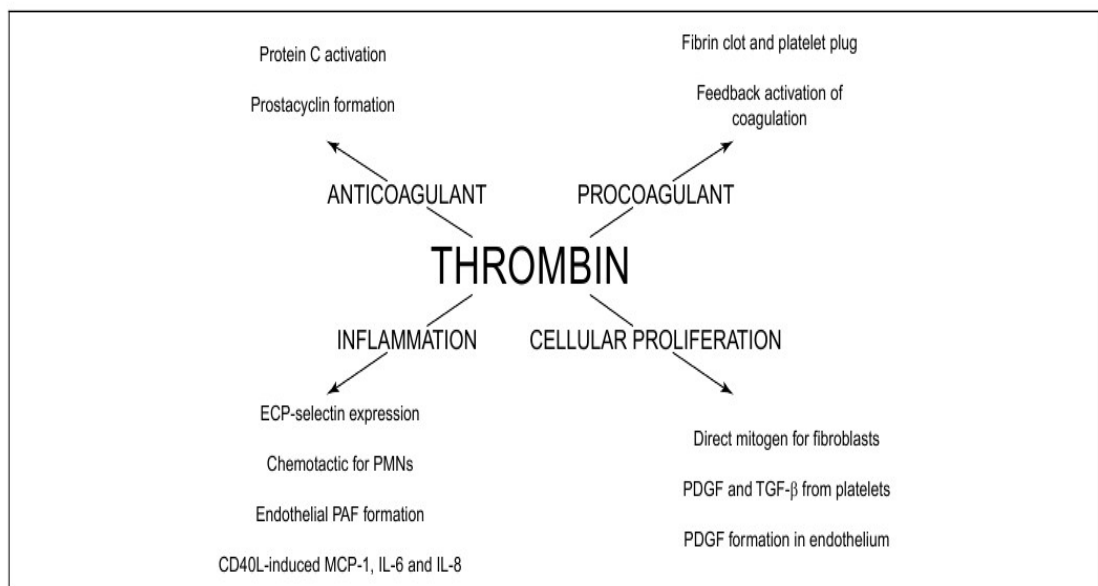 Protein C activation
Prostacyclin formation
Fibrin clot and platelet plug
Feedback activation of
coagulation
ANTICOAGULANT
PROCOAGULANT
THROMBIN
INFLAMMATION
CELLULAR PROLIFERATION
ECP-selectin expression
Chemotactic for PMNs
Endothelial PAF formation
CD40L-induced MCP-1, IL-6 and IL-8
Direct mitogen for fibroblasts
PDGF and TGF-β from platelets
PDGF formation in endothelium